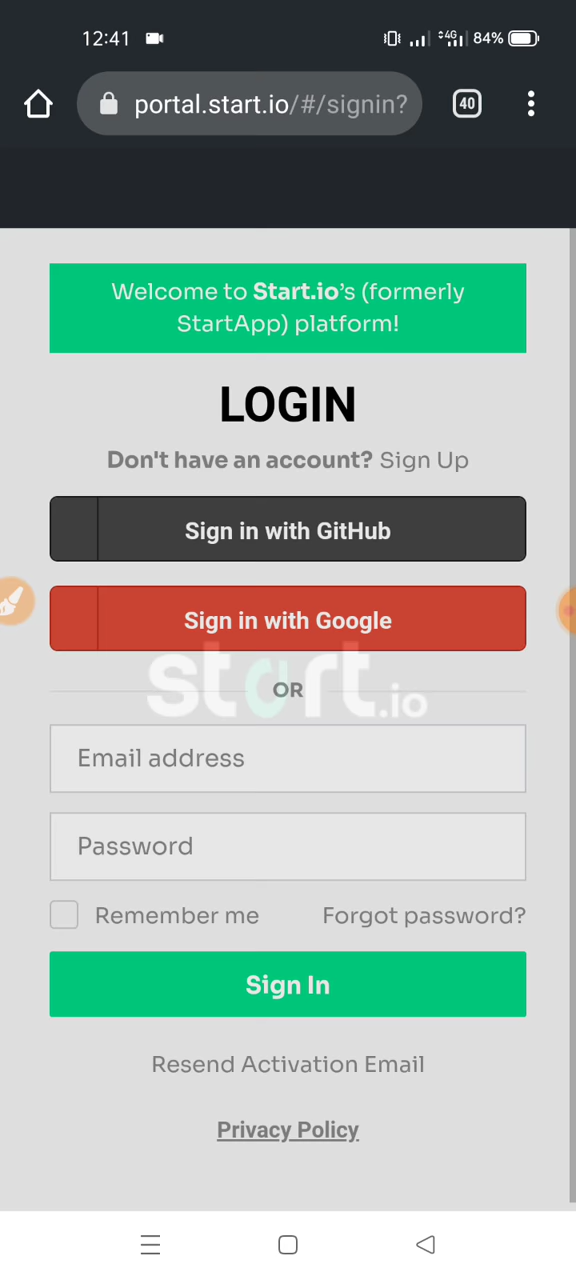 12:41 4G 84%
portal.start.io/#/signin? 40
Welcome to Start.io's (formerly
StartApp) platform!
LOGIN
Don't have an account? Sign Up
Sign in with GitHub
Sign in with Google
start.io
OR
Email address
Password
Remember me Forgot password?
Sign In
Resend Activation Email
Privacy Policy